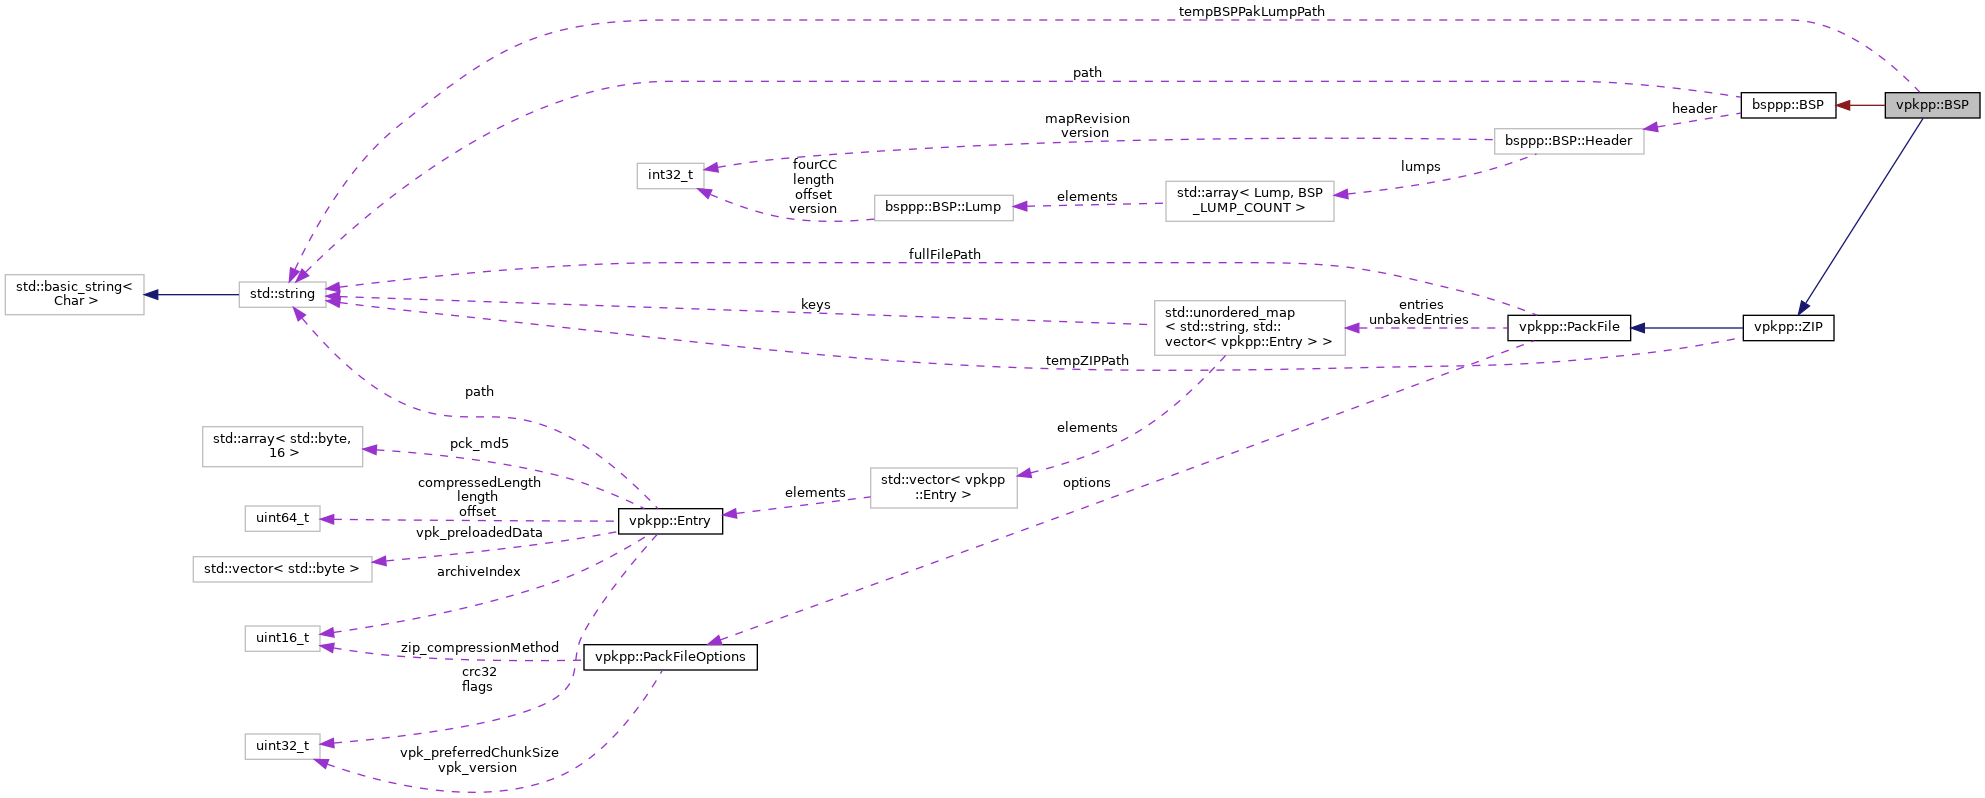 tempBSPPakLumpPath
path
bsppp::BSP
vpkpp::BSP
header
mapRevision
version
bsppp::BSP::Header
fourCC
length
offset
version
int32_t
lumps
std::array< Lump, BSP
_LUMP_COUNT >
elements
bsppp::BSP::Lump
fullFilePath
std::basic_string<
Char >
std::string
keys
std::unordered_map
< std::string, std::
vector< vpkpp::Entry > >
entries
unbakedEntries
vpkpp::PackFile
vpkpp::ZIP
tempZIPPath
path
std::array< std::byte,
16 >
pck_md5
elements
compressedLength
length
offset
elements
std::vector< vpkpp
::Entry >
options
uint64_t
vpkpp::Entry
vpk_preloadedData
std::vector< std::byte >
archiveIndex
uint16_t
zip_compressionMethod
vpkpp::PackFileOptions
crc32
flags
uint32_t
vpk_preferredChunkSize
vpk_version